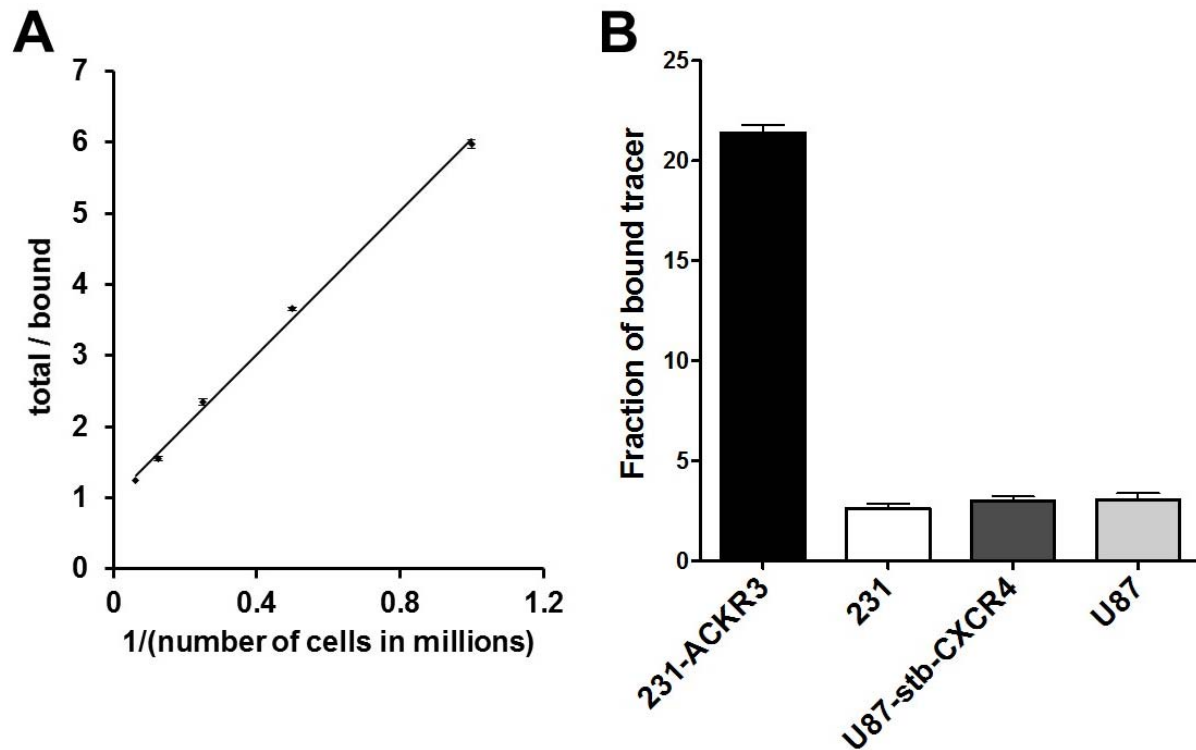 A
7
6
5
4
3
2
1
0
total / bound
0
0.4
0.8
1.2
1/(number of cells in millions)
B
25
20
15
10
5
0
Fraction of bound tracer
231-ACKR3
231
U87-stb-CXCR4
U87